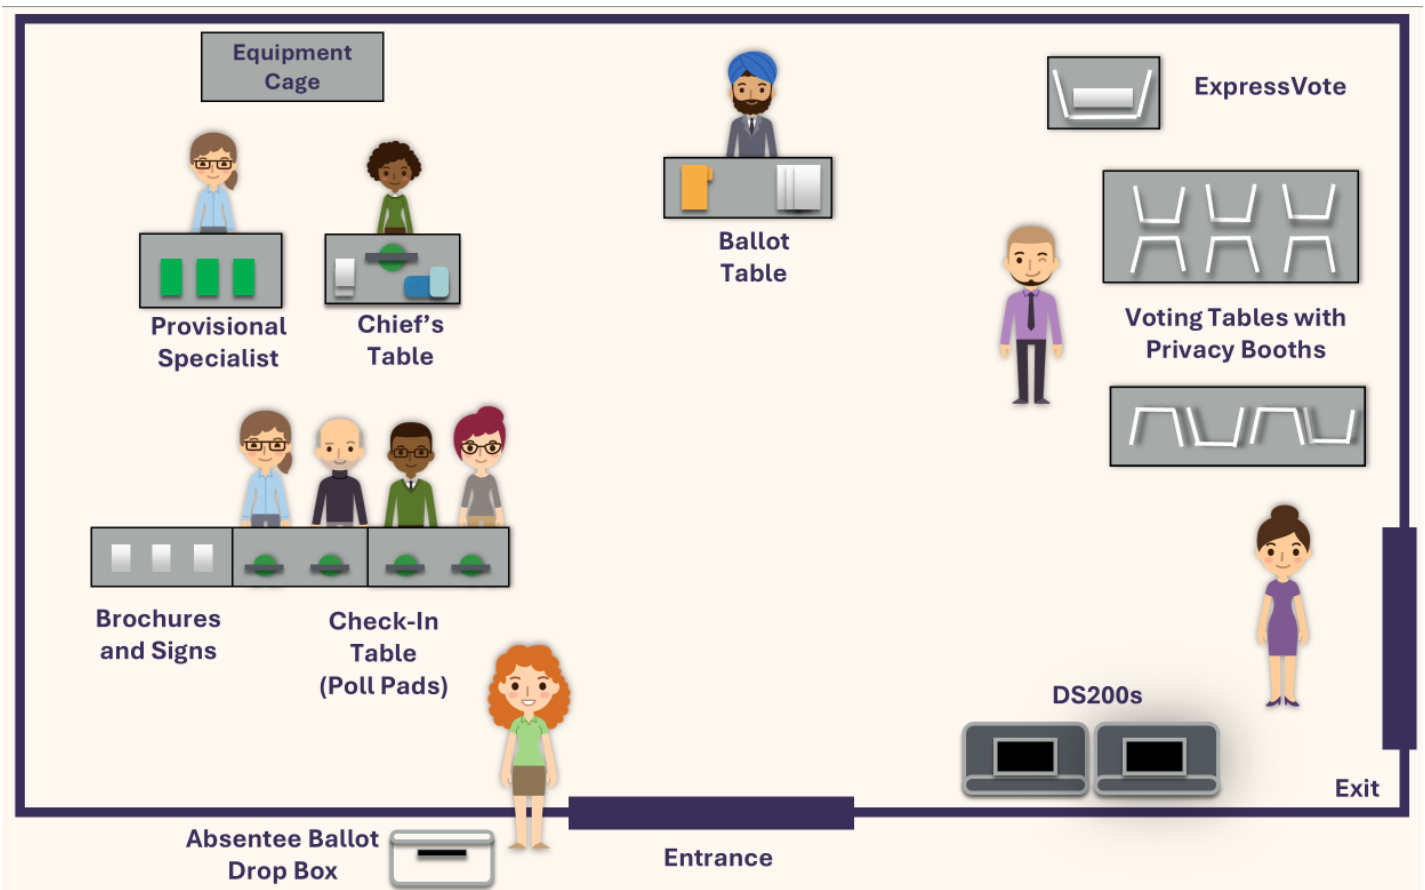 Equipment
Cage
ExpressVote
Ballot
Table
Provisional
Specialist
Chief’s
Table
Voting Tables with
Privacy Booths
Brochures
and Signs
Check-In
Table
(Poll Pads)
DS200s
Exit
Absentee Ballot
Drop Box
Entrance